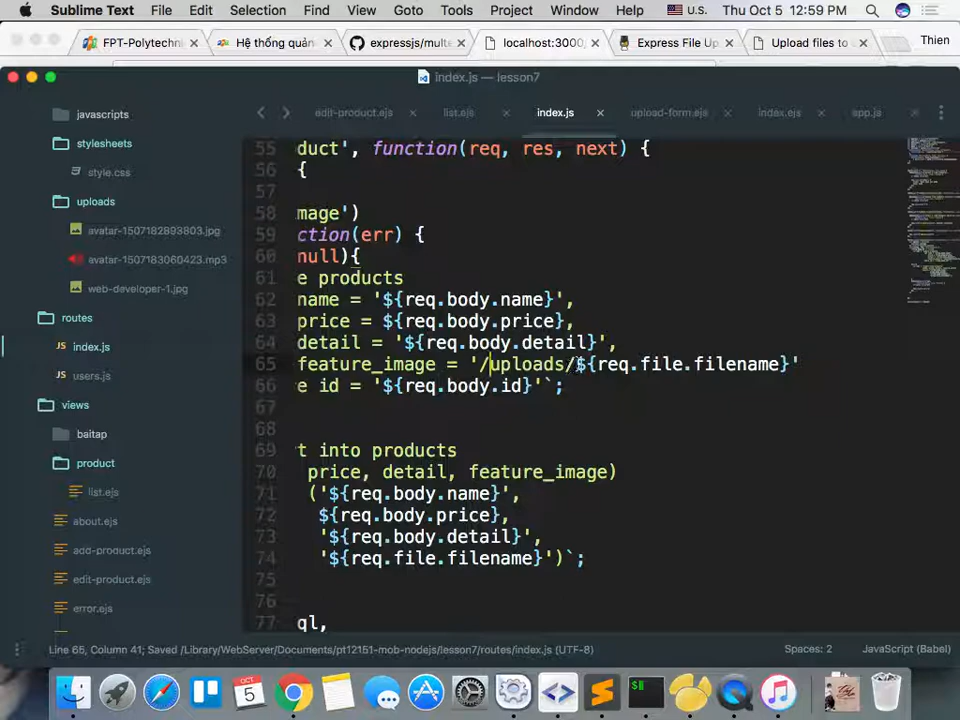 Sublime Text File Edit Selection Find View Goto Tools Project Window Help U.S. Thu Oct 5 12:59 PM
FPT-Polytechni × Hệ thống quản × expressjs/multe × localhost:3000/ × Express File Up × Upload files to × Thien
index.js — lesson7
edit-product.ejs × list.ejs × index.js × upload-form.ejs × index.ejs × app.js
javascripts
stylesheets
style.css
uploads
avatar-1507182893803.jpg
avatar-1507183060423.mp3
web-developer-1.jpg
routes
index.js
users.js
views
baitap
product
list.ejs
about.ejs
add-product.ejs
edit-product.ejs
error.ejs
55 duct', function(req, res, next) {
56 {
57
58 mage')
59 ction(err) {
60 null){
61 e products
62 name = '${req.body.name}',
63 price = ${req.body.price},
64 detail = '${req.body.detail}',
65 feature_image = '/uploads/${req.file.filename}'
66 e id = '${req.body.id}'`;
67
68
69 t into products
70 price, detail, feature_image)
71 ('${req.body.name}',
72 ${req.body.price},
73 '${req.body.detail}',
74 '${req.file.filename}')`;
75
76
77 ql,
Line 65, Column 41; Saved /Library/WebServer/Documents/pt12151-mob-nodejs/lesson7/routes/index.js (UTF-8) Spaces: 2 JavaScript (Babel)